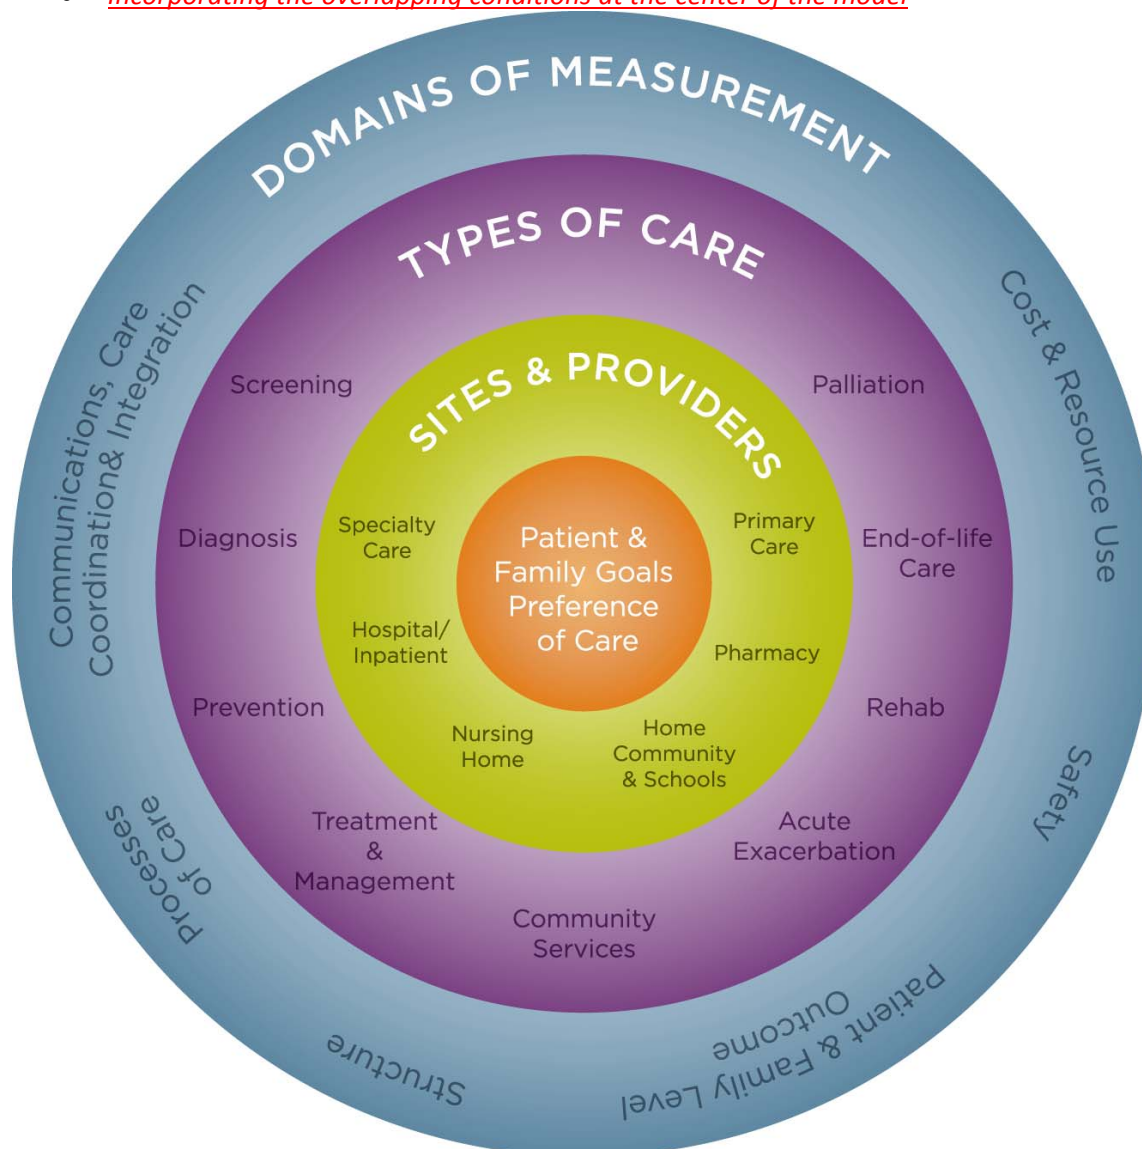 incorporating the overlapping conditions at the center of the model
DOMAINS OF MEASUREMENT
Communications, Care
Coordination& Integration
Processes
of Care
Structure
Patient & Family Level
Outcome
Safety
Cost & Resource Use
TYPES OF CARE
Screening
Diagnosis
Prevention
Treatment
&
Management
Community
Services
Acute
Exacerbation
Rehab
End-of-life
Care
Palliation
SITES & PROVIDERS
Specialty
Care
Hospital/
Inpatient
Nursing
Home
Home
Community
& Schools
Pharmacy
Primary
Care
Patient &
Family Goals
Preference
of Care